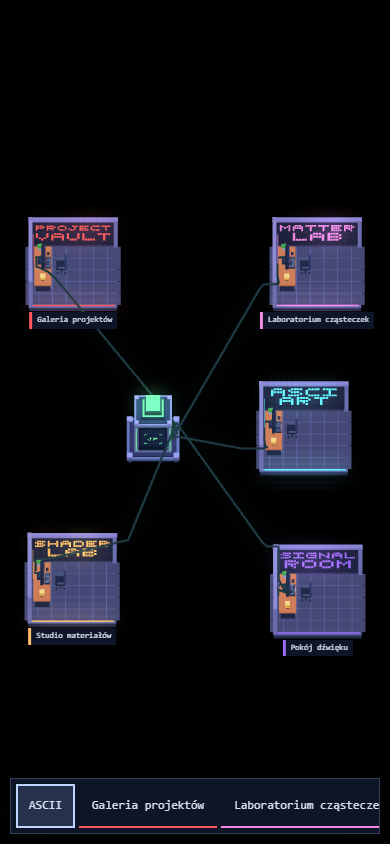 PROJECT
VAULT
Galeria projektów
MATTER
LAB
Laboratorium cząsteczek
ASCI
ART
SHADER
LAB
Studio materiałów
SIGNAL
ROOM
Pokój dźwięku
ASCII
Galeria projektów
Laboratorium cząstecze